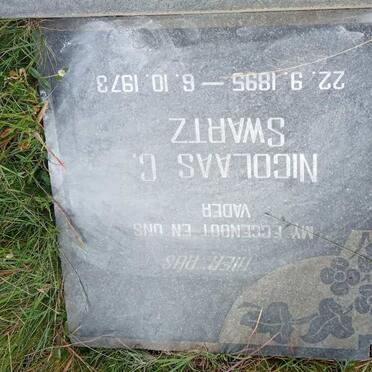 HIER RUS
MY EGGENOOT EN ONS
VADER
NICOLAAS C.
SWARTZ
22. 9. 1895 — 6. 10. 1973